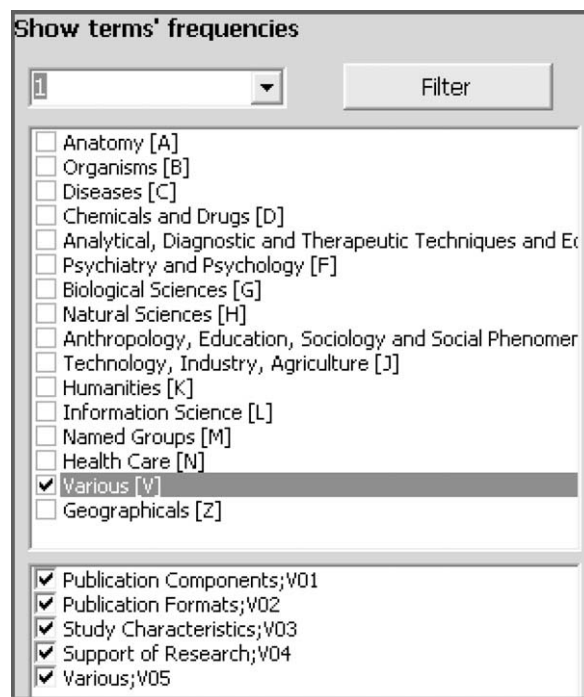 Show terms' frequencies
1
Filter
Anatomy [A]
Organisms [B]
Diseases [C]
Chemicals and Drugs [D]
Analytical, Diagnostic and Therapeutic Techniques and
Psychiatry and Psychology [F]
Biological Sciences [G]
Natural Sciences [H]
Anthropology, Education, Sociology and Social
Technology, Industry, Agriculture [J]
Humanities [K]
Information Science [L]
Named Groups [M]
Health Care [N]
Various [V]
Geographicals [Z]
Publication Components;V01
Publication Formats;V02
Study Characteristics;V03
Support of Research;V04
Various;V05